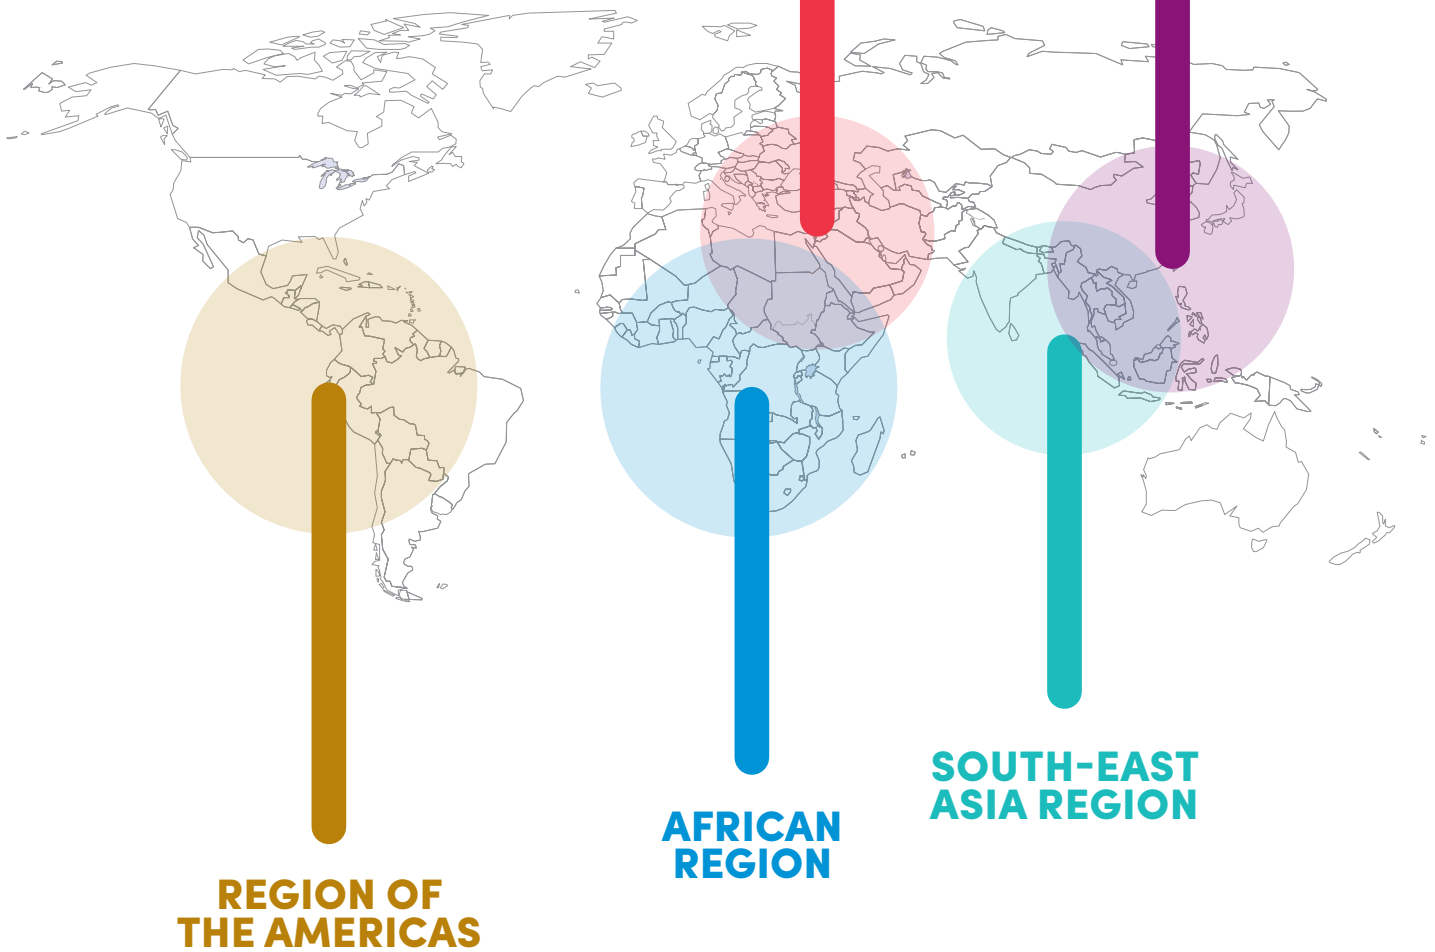 SOUTH-EAST
ASIA REGION
AFRICAN
REGION
REGION OF
THE AMERICAS